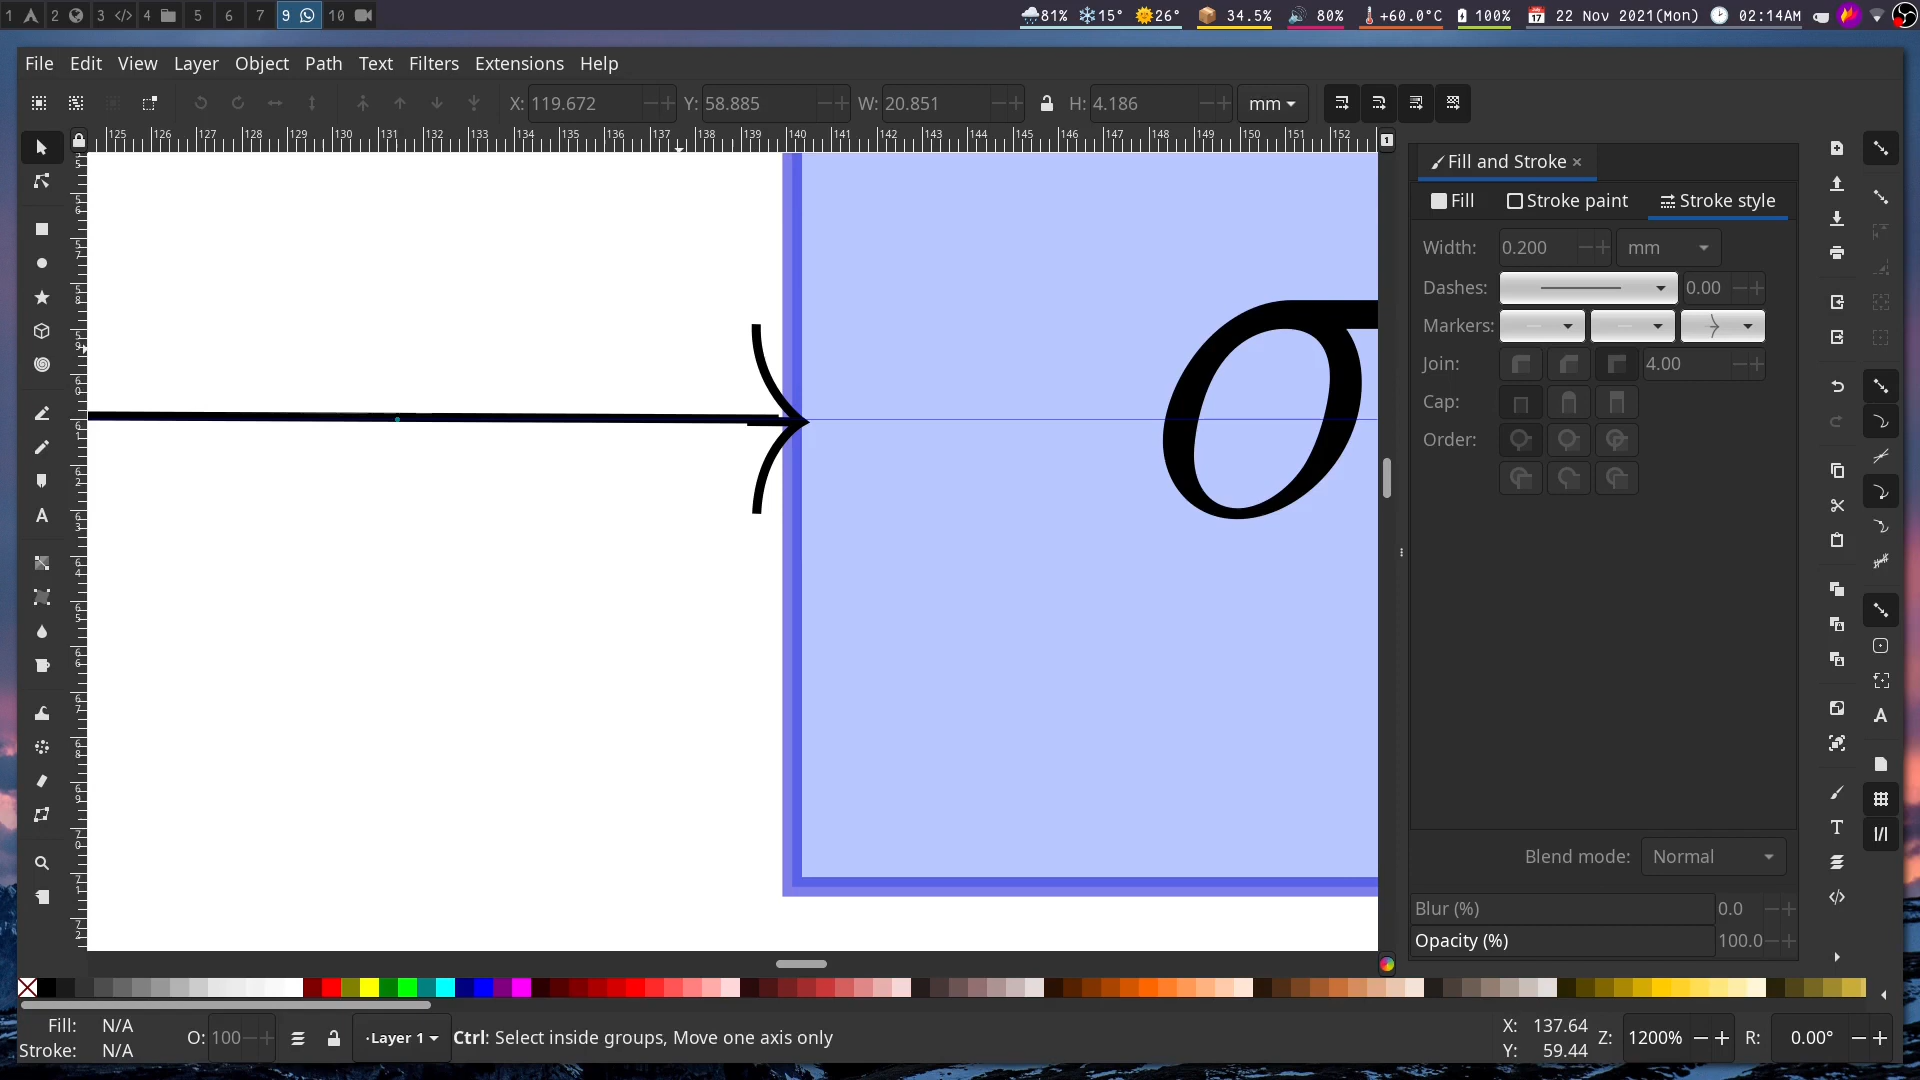 1 2 3 4 5 6 7 9 10 81% 15° 26° 34.5% 80% +60.0°C 100% 22 Nov 2021(Mon) 02:14AM
File Edit View Layer Object Path Text Filters Extensions Help
X: 119.672 Y: 58.885 W: 20.851 H: 4.186 mm
125 126 127 128 129 130 131 132 133 134 135 136 137 138 139 140 141 142 143 144 145 146 147 148 149 150 151 152
1
Fill and Stroke ×
Fill Stroke paint Stroke style
Width: 0.200 mm
Dashes: 0.00
Markers:
Join: 4.00
Cap:
Order:
σ
Blend mode: Normal
Blur (%) 0.0
Opacity (%) 100.0
Fill: N/A
Stroke: N/A
O: 100 Layer 1 Ctrl: Select inside groups, Move one axis only
X: 137.64
Y: 59.44
Z: 1200% R: 0.00°